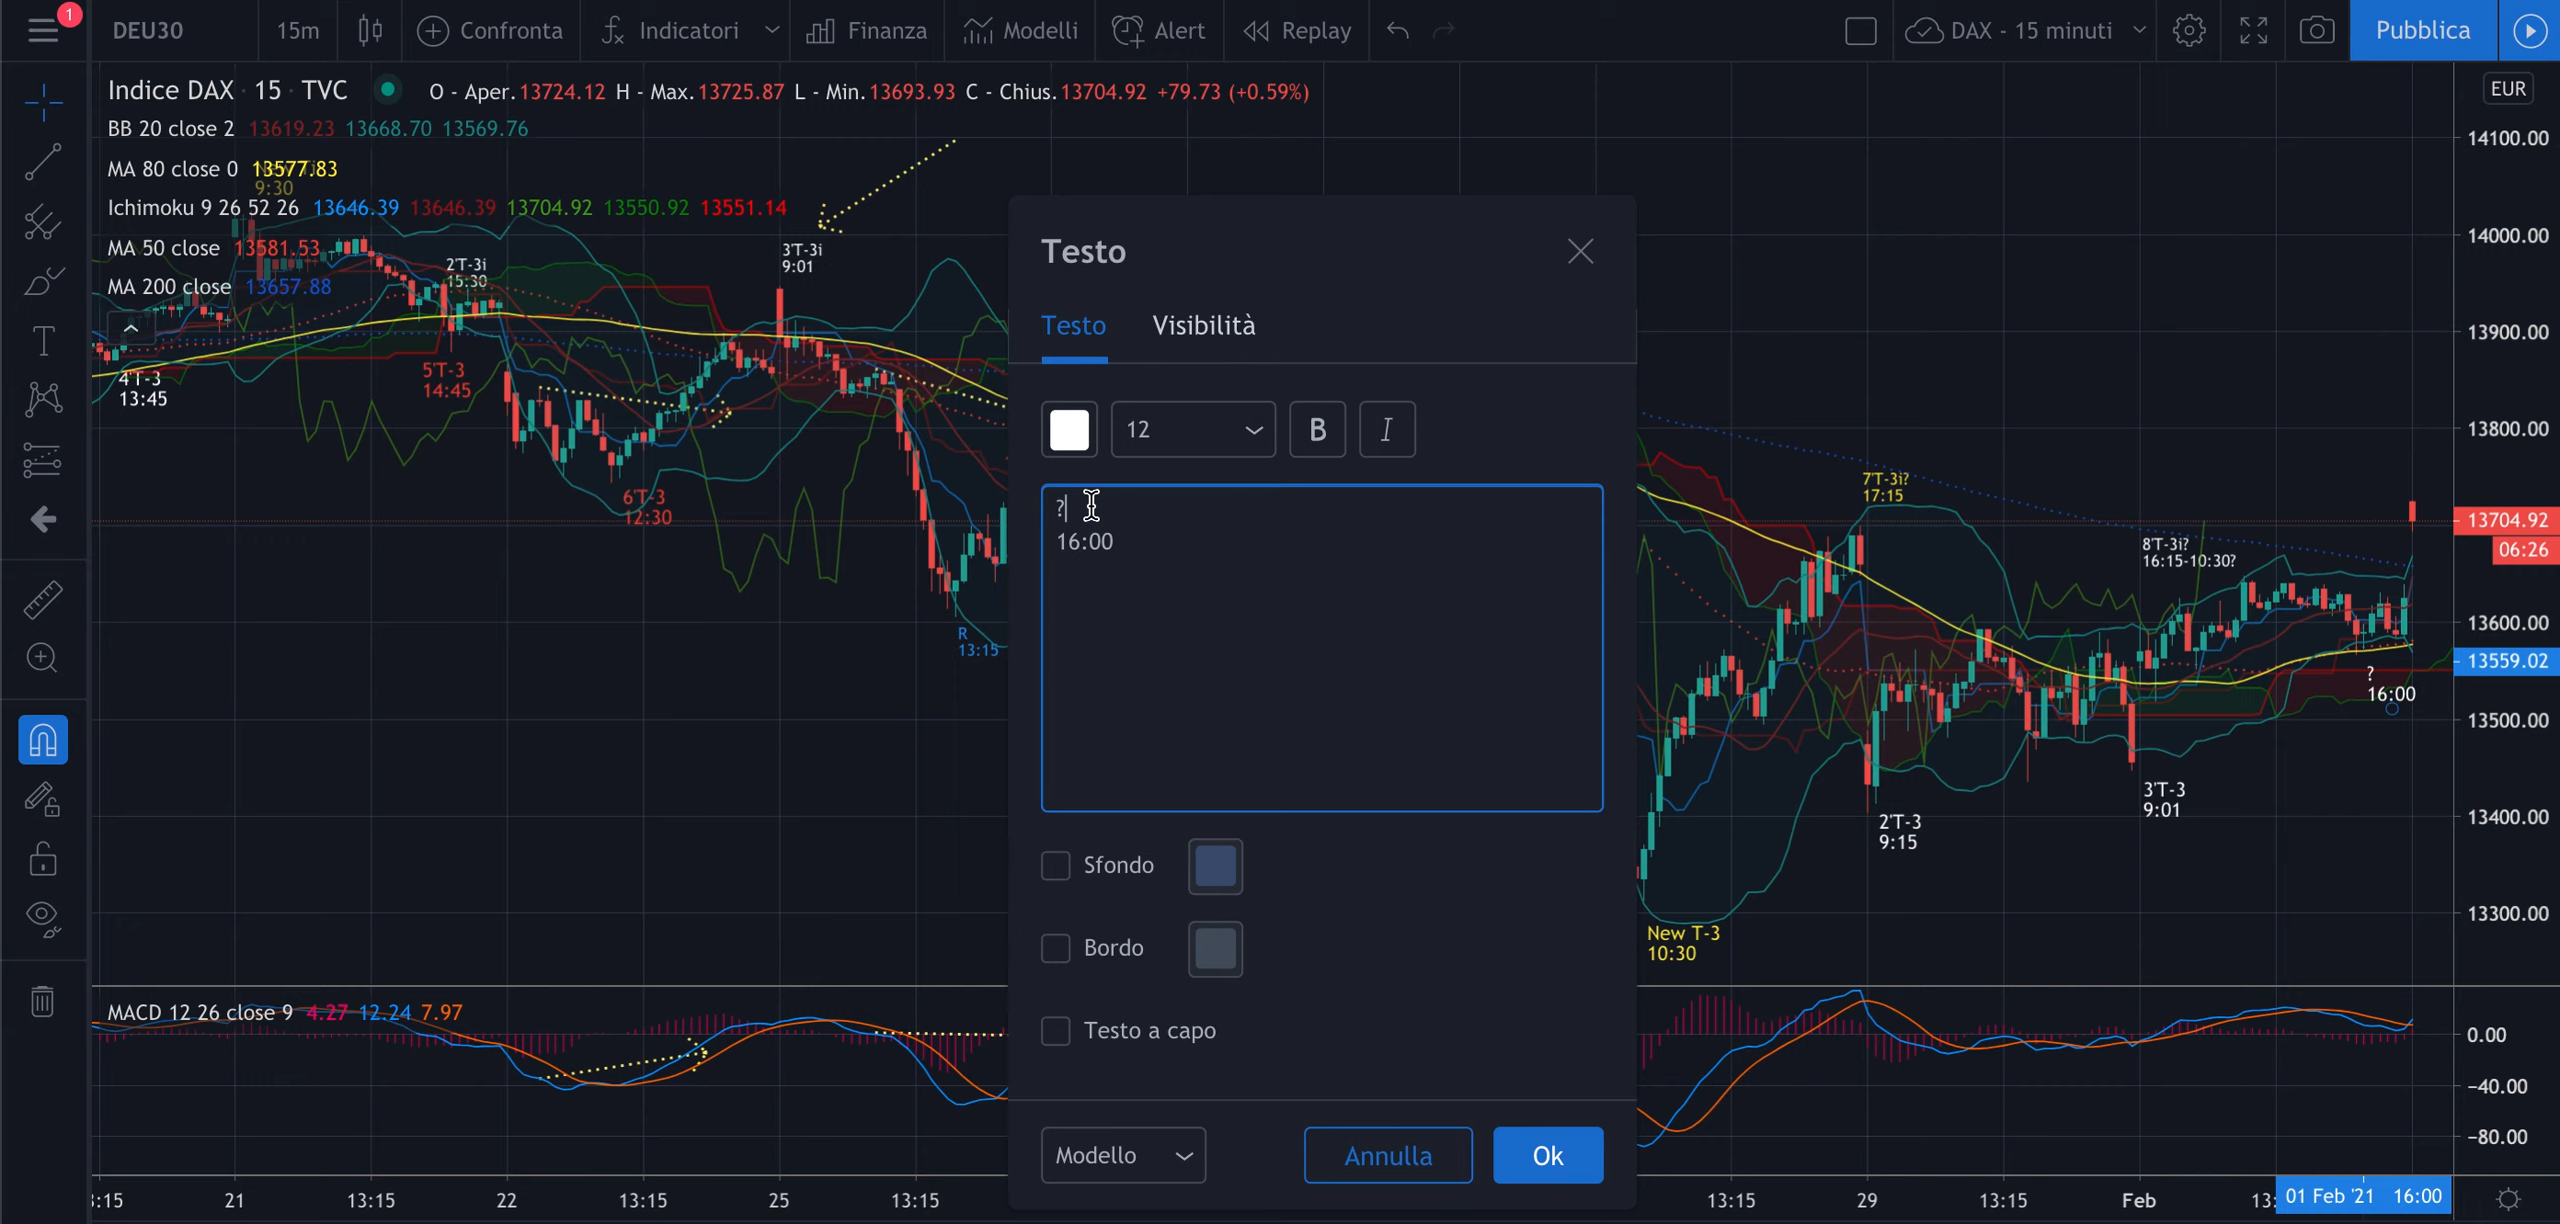 1
DEU30
15m
Confronta
Indicatori
Finanza
Modelli
Alert
Replay
DAX - 15 minuti
Pubblica
Indice DAX · 15 · TVC
O - Aper.13724.12 H - Max.13725.87 L - Min.13693.93 C - Chius.13704.92 +79.73 (+0.59%)
BB 20 close 2 13619.23 13668.70 13569.76
MA 80 close 0 13577.83
9:30
Ichimoku 9 26 52 26 13646.39 13646.39 13704.92 13550.92 13551.14
MA 50 close 13581.53
MA 200 close 13657.88
EUR
14100.00
14000.00
13900.00
13800.00
13704.92
06:26
13600.00
13559.02
13500.00
13400.00
13300.00
4'T-3
13:45
2'T-3i
15:30
5'T-3
14:45
6'T-3
12:30
3'T-3i
9:01
R
13:15
Testo
Testo
Visibilità
12
B
I
?
16:00
Sfondo
Bordo
Testo a capo
Modello
Annulla
Ok
7'T-3i?
17:15
8'T-3i?
16:15-10:30?
?
16:00
3'T-3
9:01
2'T-3
9:15
New T-3
10:30
MACD 12 26 close 9 4.27 12.24 7.97
0.00
−40.00
−80.00
:15
21
13:15
22
13:15
25
13:15
13:15
29
13:15
Feb
13:
01 Feb '21 16:00